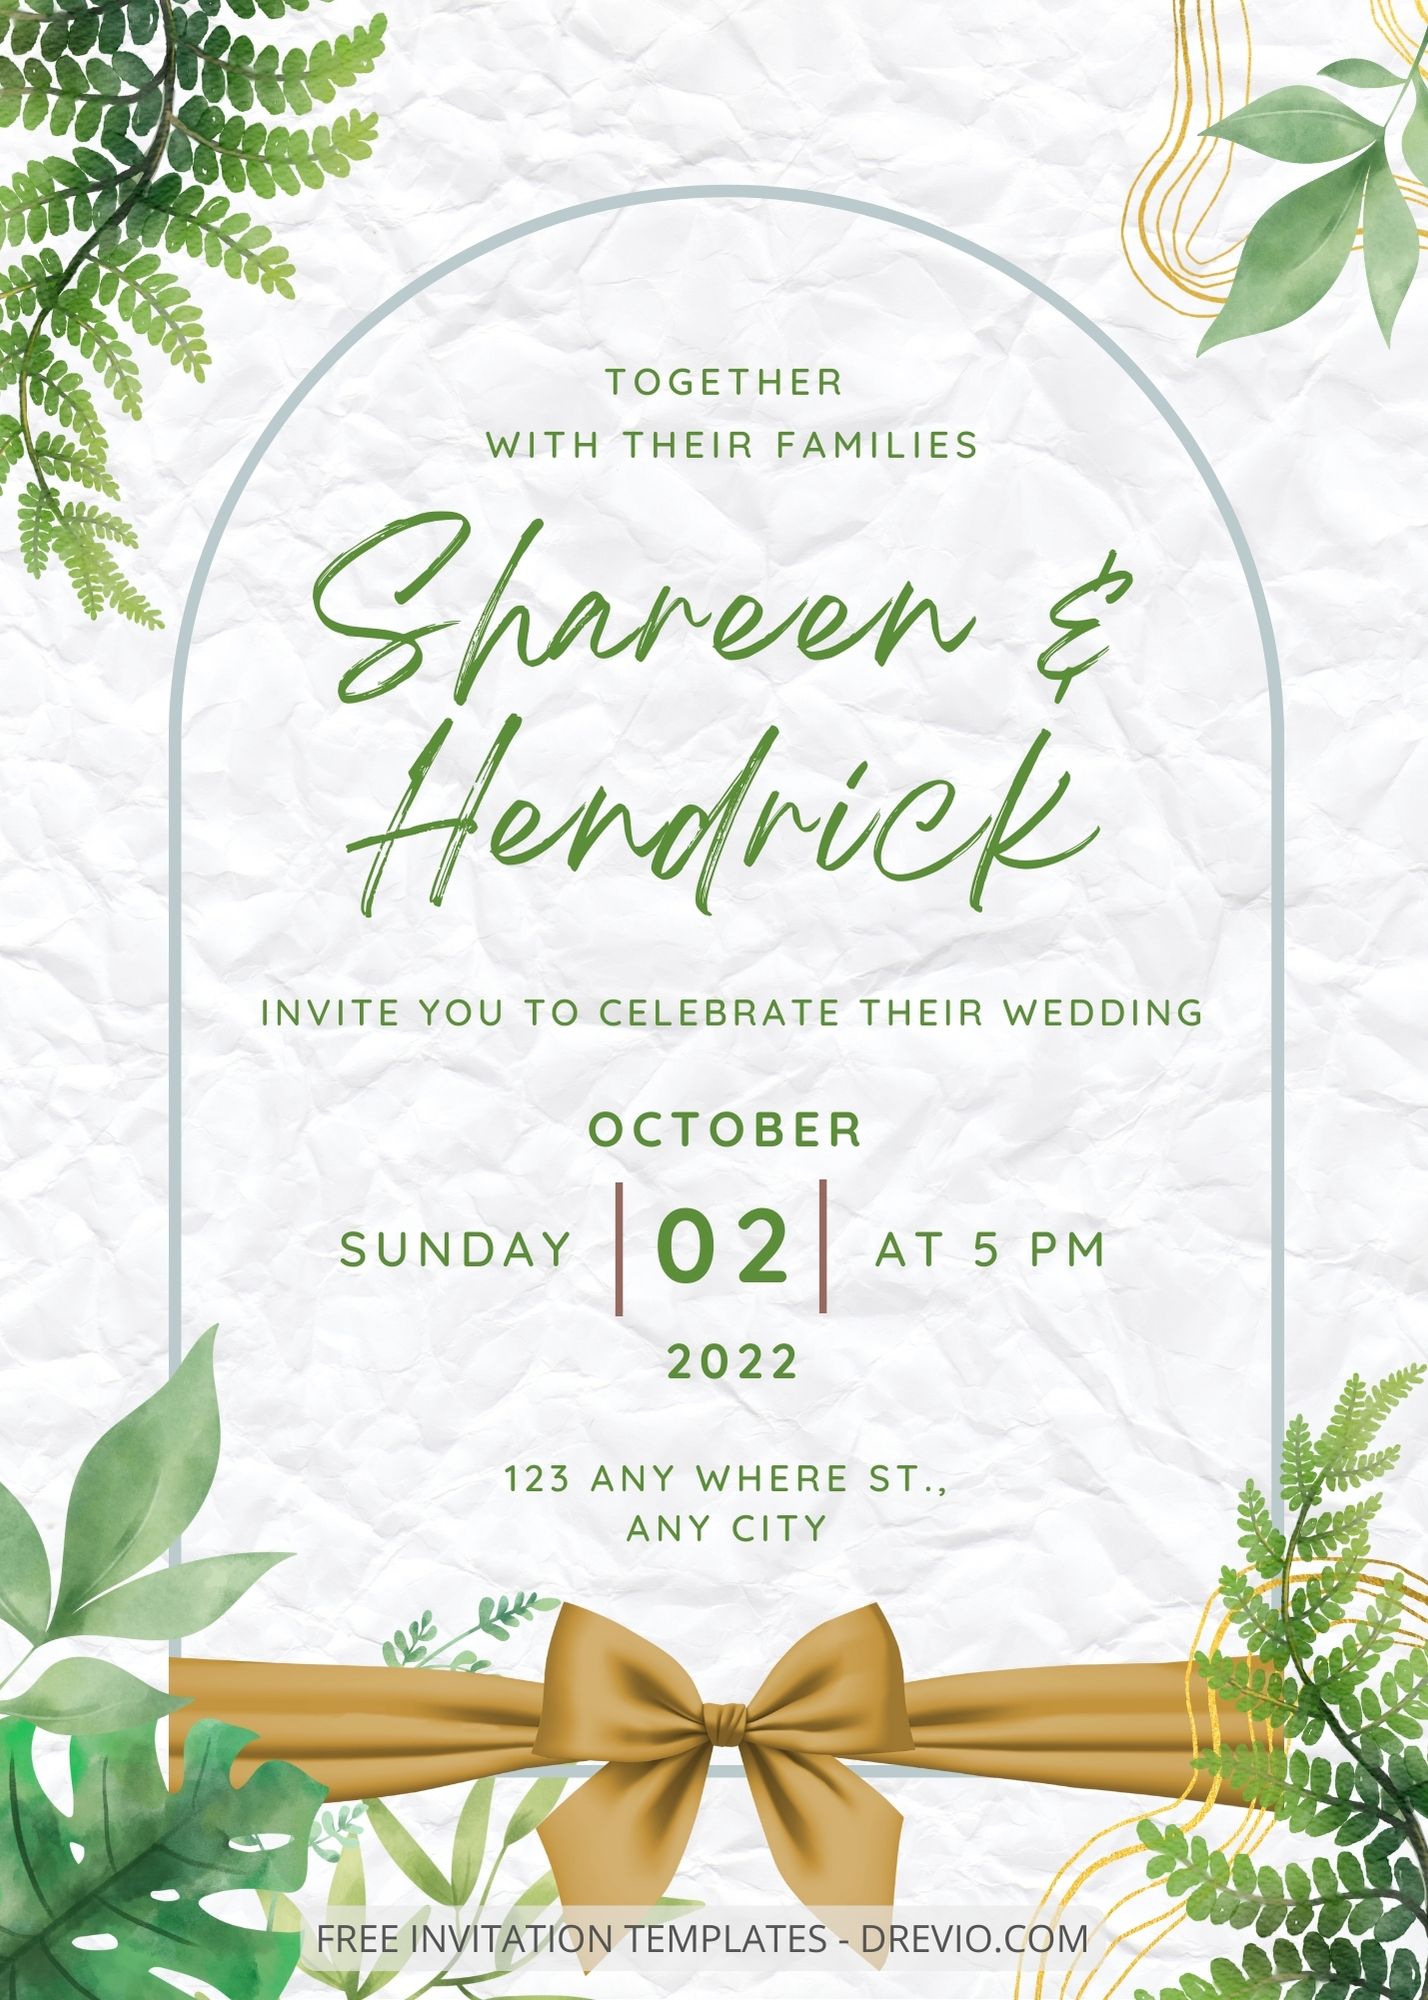 TOGETHER
WITH THEIR FAMILIES
Shareen &
Hendrick
INVITE YOU TO CELEBRATE THEIR WEDDING
OCTOBER
SUNDAY 02 AT 5 PM
2022
123 ANY WHERE ST.,
ANY CITY
FREE INVITATION TEMPLATES - DREVIO.COM